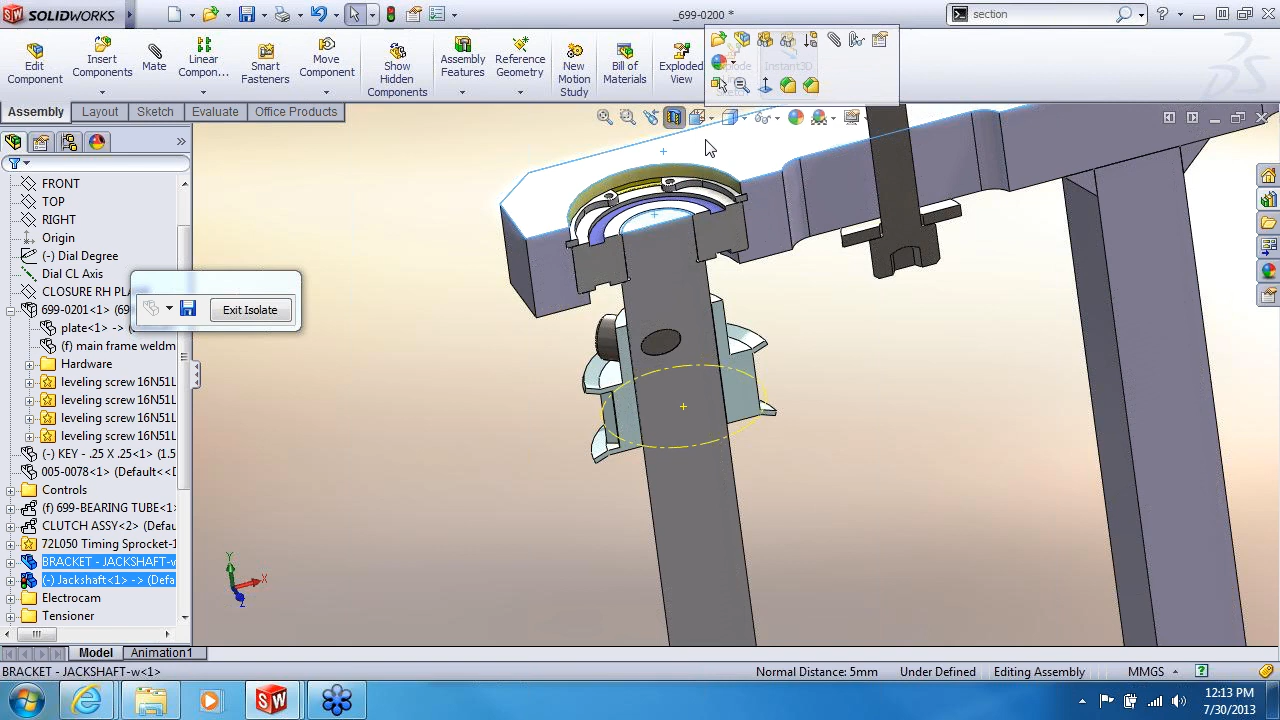 SOLIDWORKS
_699-0200 *
section
Edit Component
Insert Components
Mate
Linear Compon...
Smart Fasteners
Move Component
Show Hidden Components
Assembly Features
Reference Geometry
New Motion Study
Bill of Materials
Exploded View
Instant3D
Assembly
Layout
Sketch
Evaluate
Office Products
FRONT
TOP
RIGHT
Origin
(-) Dial Degree
Dial CL Axis
CLOSURE RH PL
699-0201<1> (69
plate<1> -> (
(f) main frame weldm
Hardware
leveling screw 16N51L
leveling screw 16N51L
leveling screw 16N51L
leveling screw 16N51L
(-) KEY - .25 X .25<1> (1.5
005-0078<1> (Default<<D
Controls
(f) 699-BEARING TUBE<1>
CLUTCH ASSY<2> (Defau
72L050 Timing Sprocket-1
BRACKET - JACKSHAFT-w
(-) Jackshaft<1> -> (Defa
Electrocam
Tensioner
Exit Isolate
Y
X
Z
Model
Animation1
BRACKET - JACKSHAFT-w<1>
Normal Distance: 5mm
Under Defined
Editing Assembly
MMGS
12:13 PM
7/30/2013